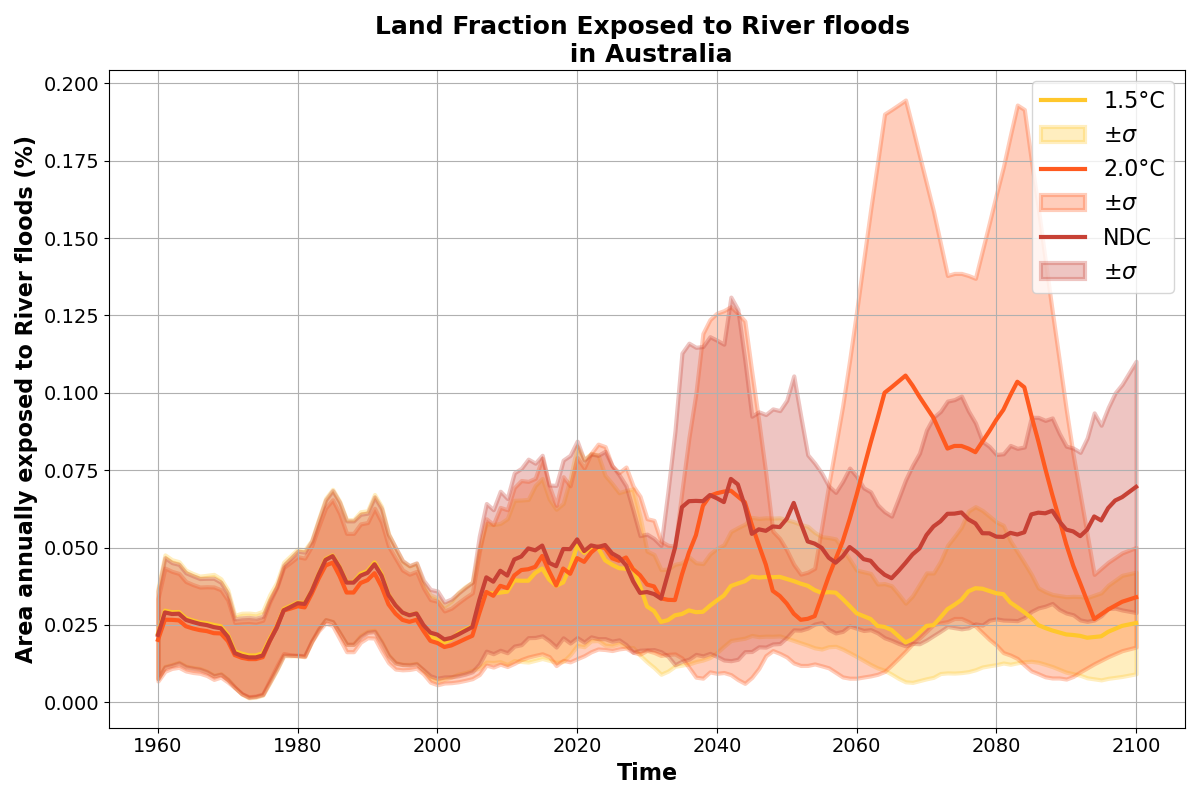 Land Fraction Exposed to River floods
in Australia
Area annually exposed to River floods (%)
0.200
0.175
0.150
0.125
0.100
0.075
0.050
0.025
0.000
1.5°C
±σ
2.0°C
±σ
NDC
±σ
1960
1980
2000
2020
2040
2060
2080
2100
Time